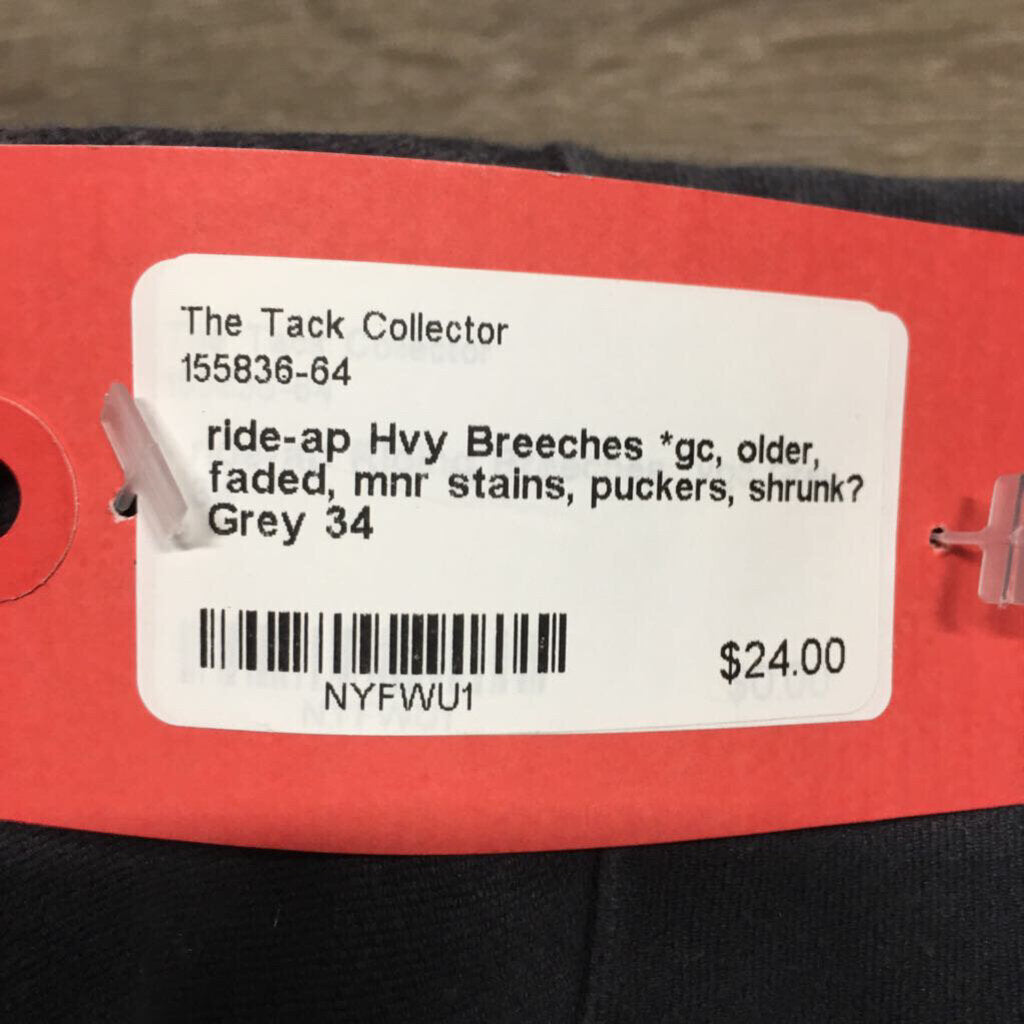 The Tack Collector
155836-64
ride-ap Hvy Breeches *gc, older,
faded, mnr stains, puckers, shrunk?
Grey 34
NYFWU1
$24.00